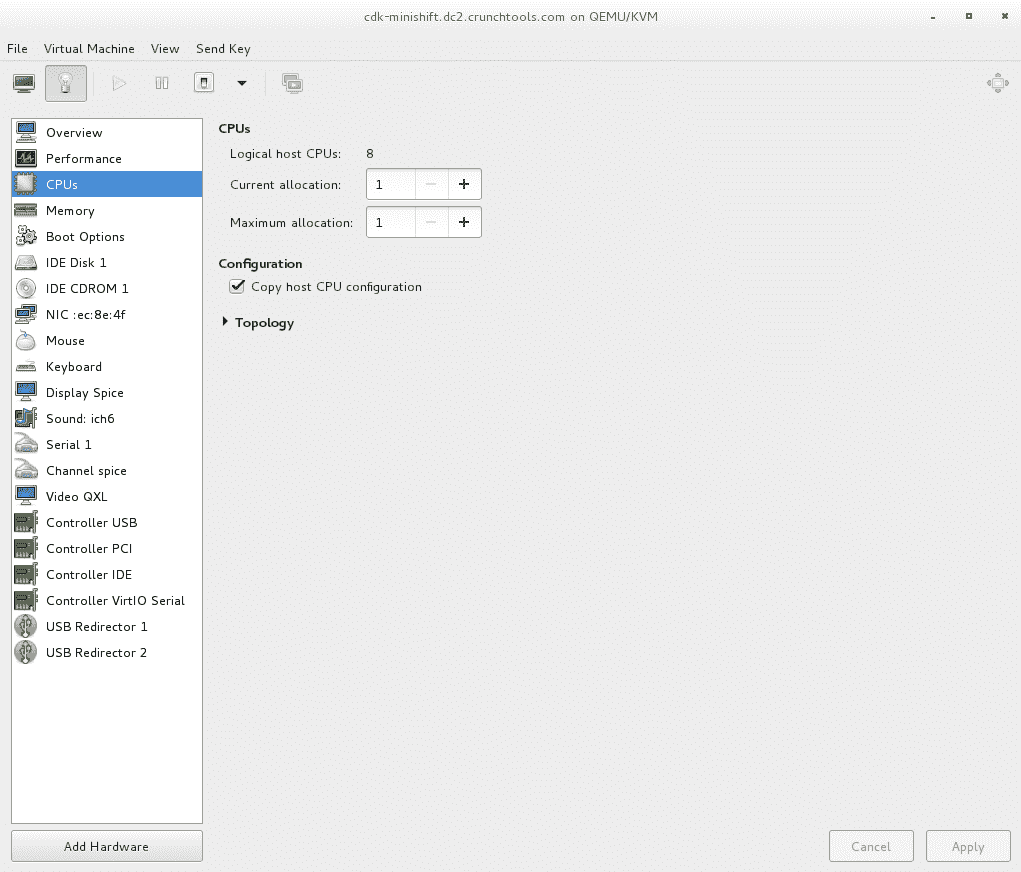 cdk-minishift.dc2.crunchtools.com on QEMU/KVM
File Virtual Machine View Send Key
Overview
Performance
CPUs
Memory
Boot Options
IDE Disk 1
IDE CDROM 1
NIC :ec:8e:4f
Mouse
Keyboard
Display Spice
Sound: ich6
Serial 1
Channel spice
Video QXL
Controller USB
Controller PCI
Controller IDE
Controller VirtIO Serial
USB Redirector 1
USB Redirector 2
Add Hardware
CPUs
Logical host CPUs: 8
Current allocation: 1
Maximum allocation: 1
Configuration
Copy host CPU configuration
Topology
Cancel Apply